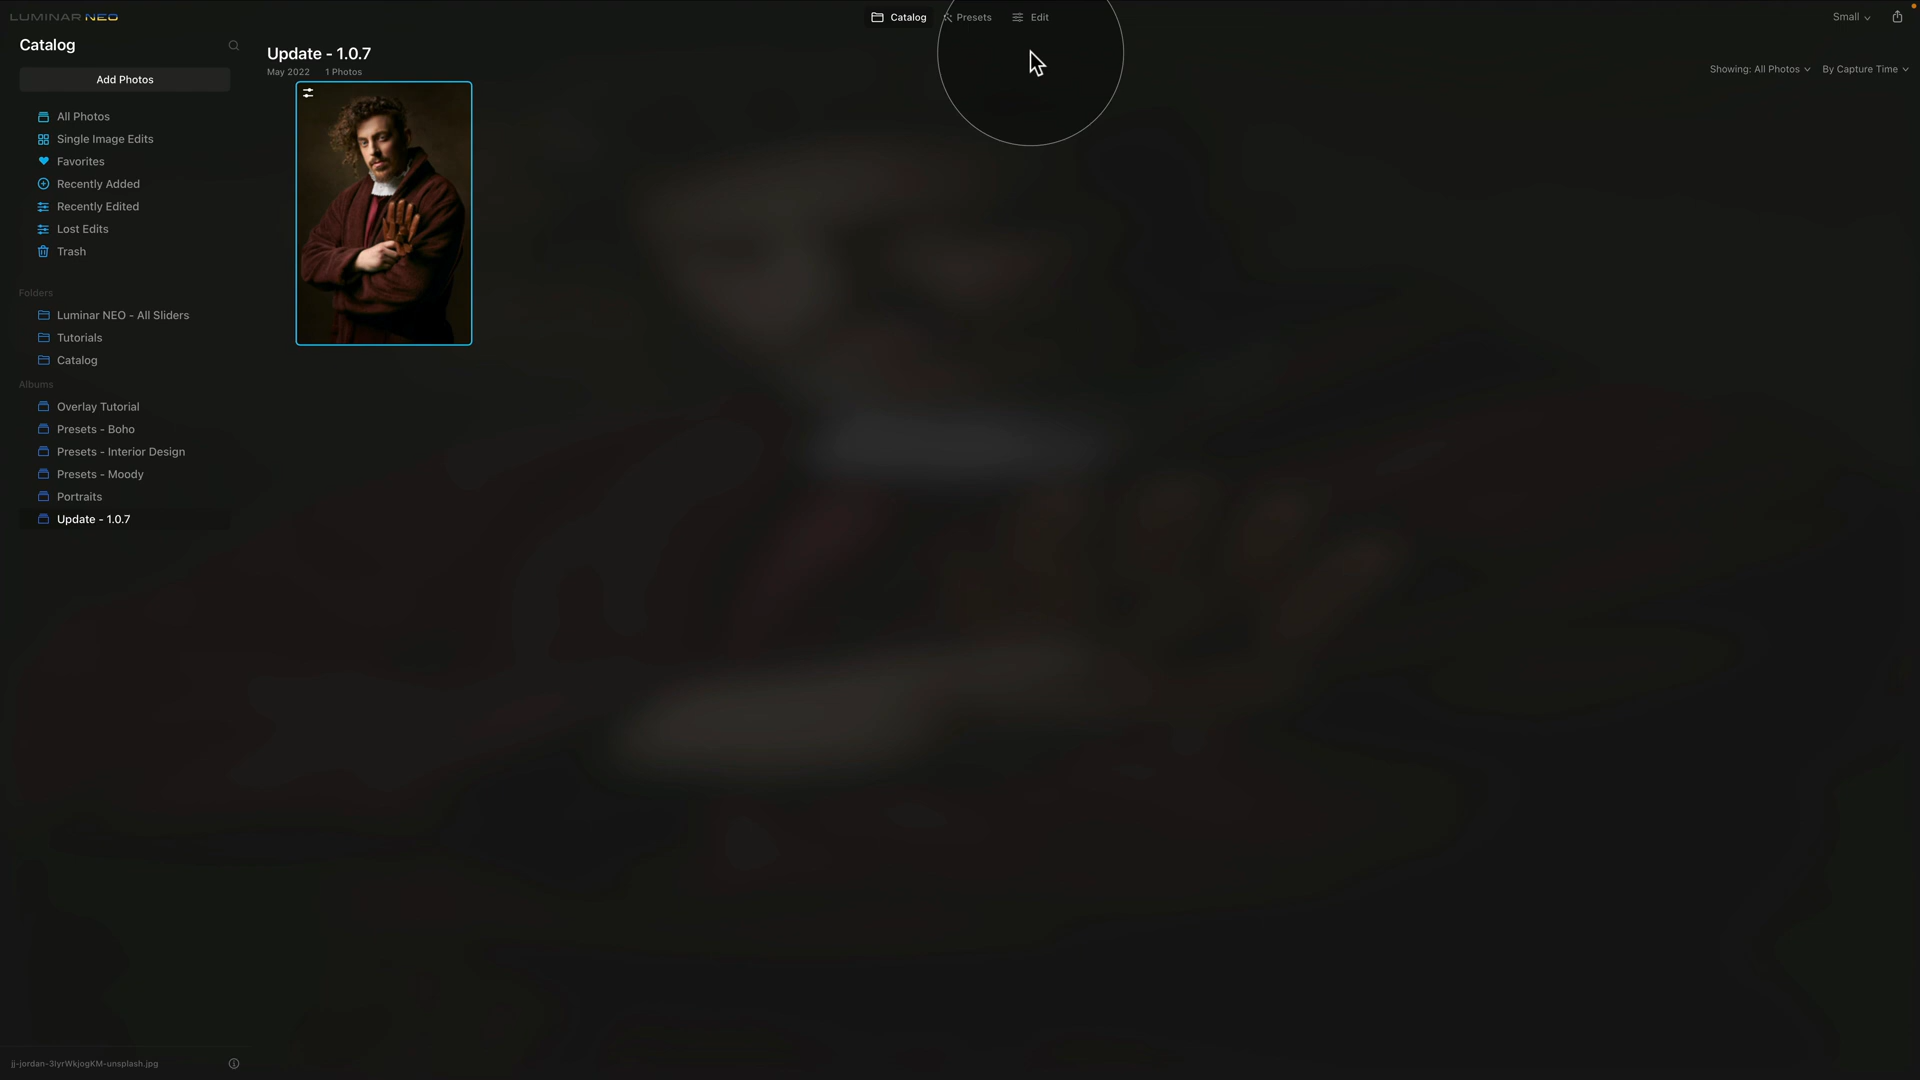 LUMINAR NEO
Catalog
Presets
Edit
Small
Catalog
Add Photos
All Photos
Single Image Edits
Favorites
Recently Added
Recently Edited
Lost Edits
Trash
Folders
Luminar NEO - All Sliders
Tutorials
Catalog
Albums
Overlay Tutorial
Presets - Boho
Presets - Interior Design
Presets - Moody
Portraits
Update - 1.0.7
Update - 1.0.7
May 2022 1 Photos
Showing: All Photos
By Capture Time
jj-jordan-3IyrWkjogKM-unsplash.jpg